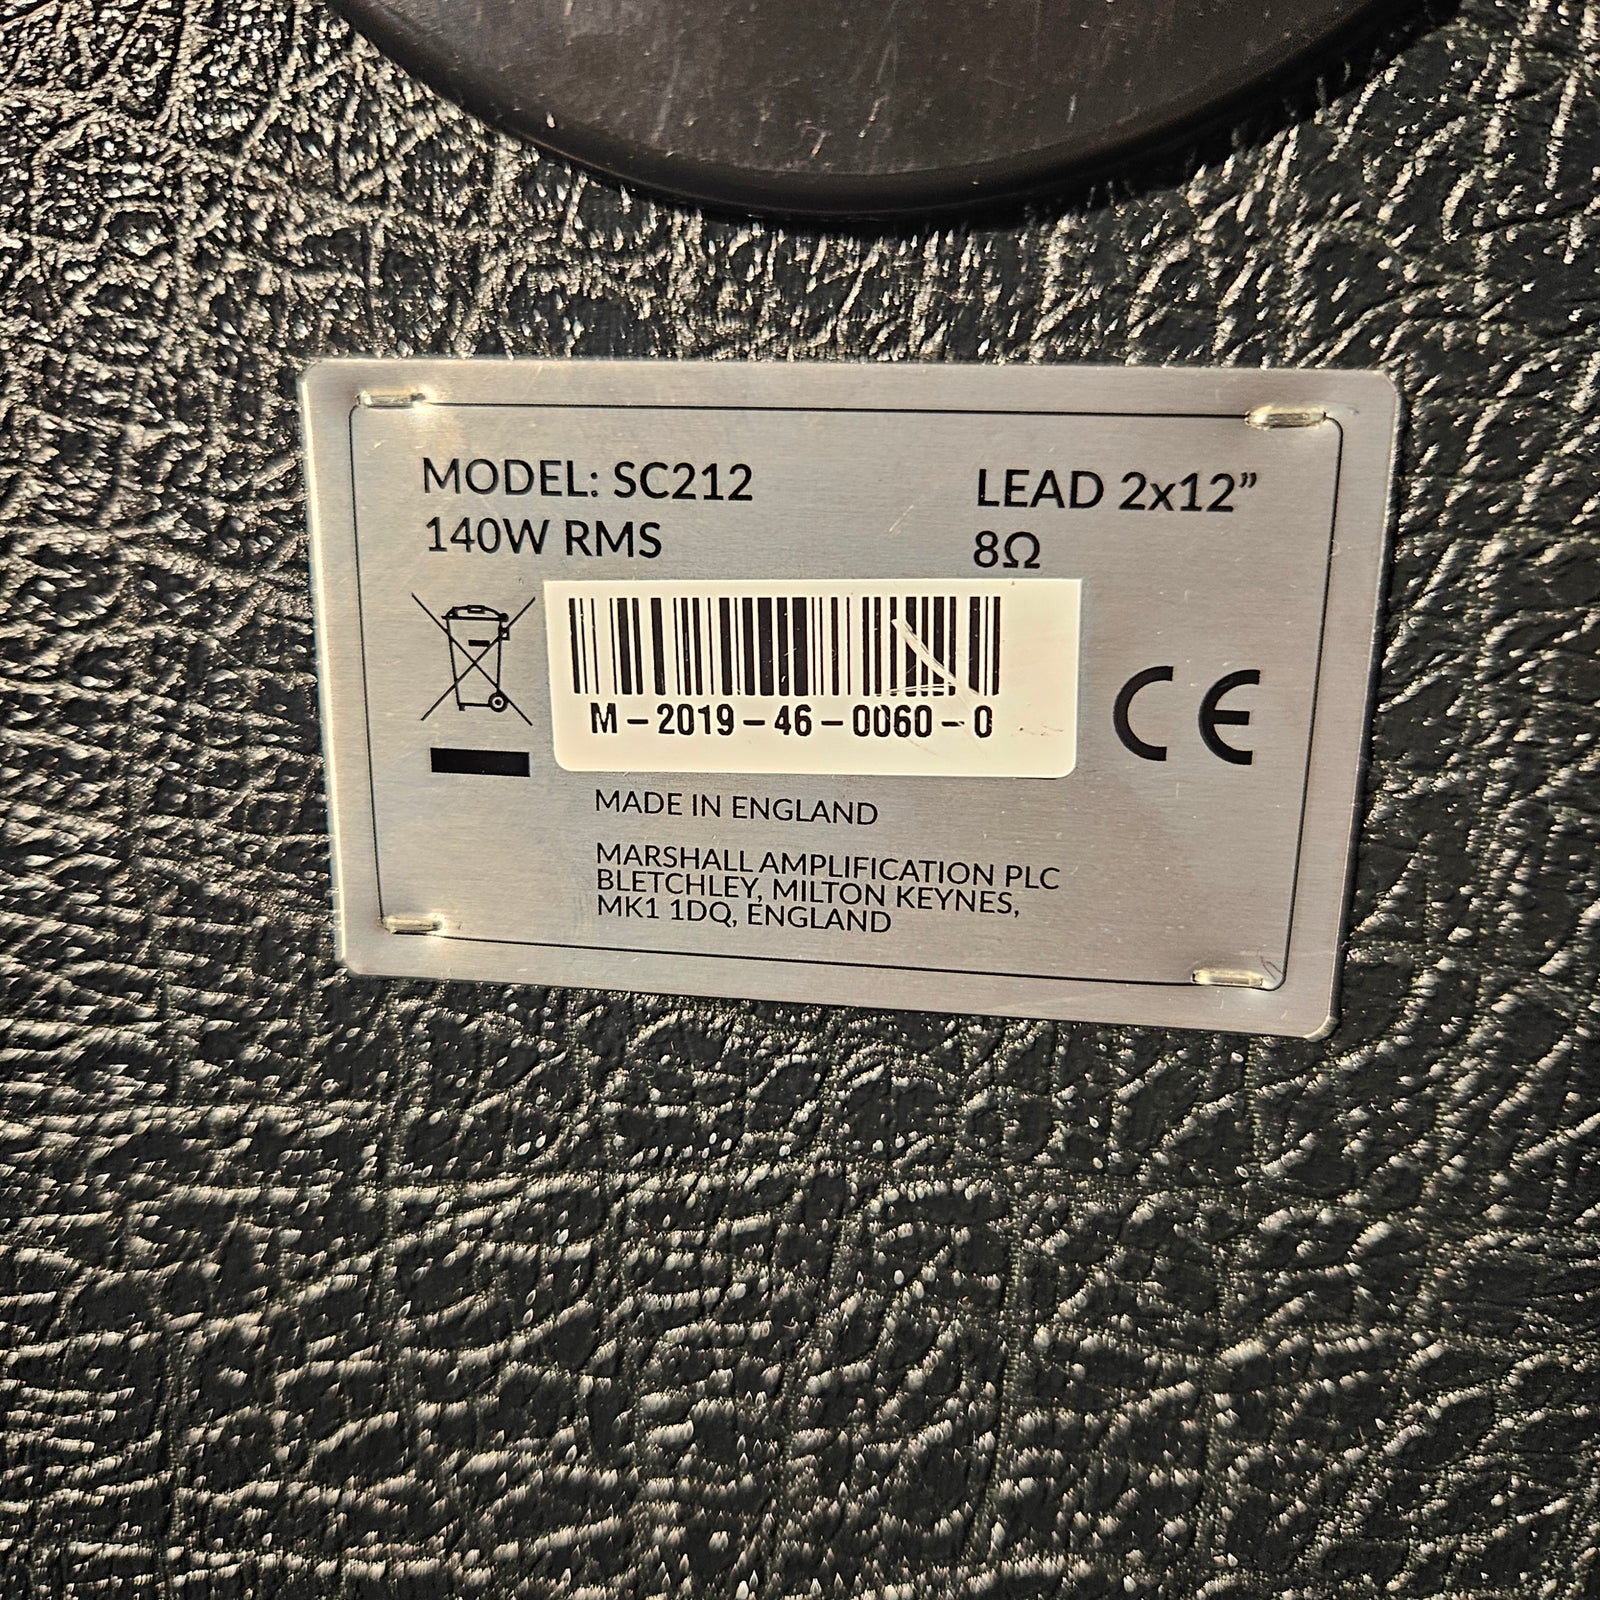 MODEL: SC212
LEAD 2x12”
140W RMS
8Ω
M-2019-46-0060-0
CE
MADE IN ENGLAND
MARSHALL AMPLIFICATION PLC
BLETCHLEY, MILTON KEYNES,
MK1 1DQ, ENGLAND